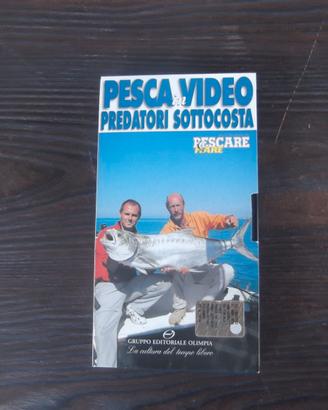 PESCA in VIDEO
PREDATORI SOTTOCOSTA
PESCARE
MARE
GRUPPO EDITORIALE OLIMPIA
La cultura del tempo libero